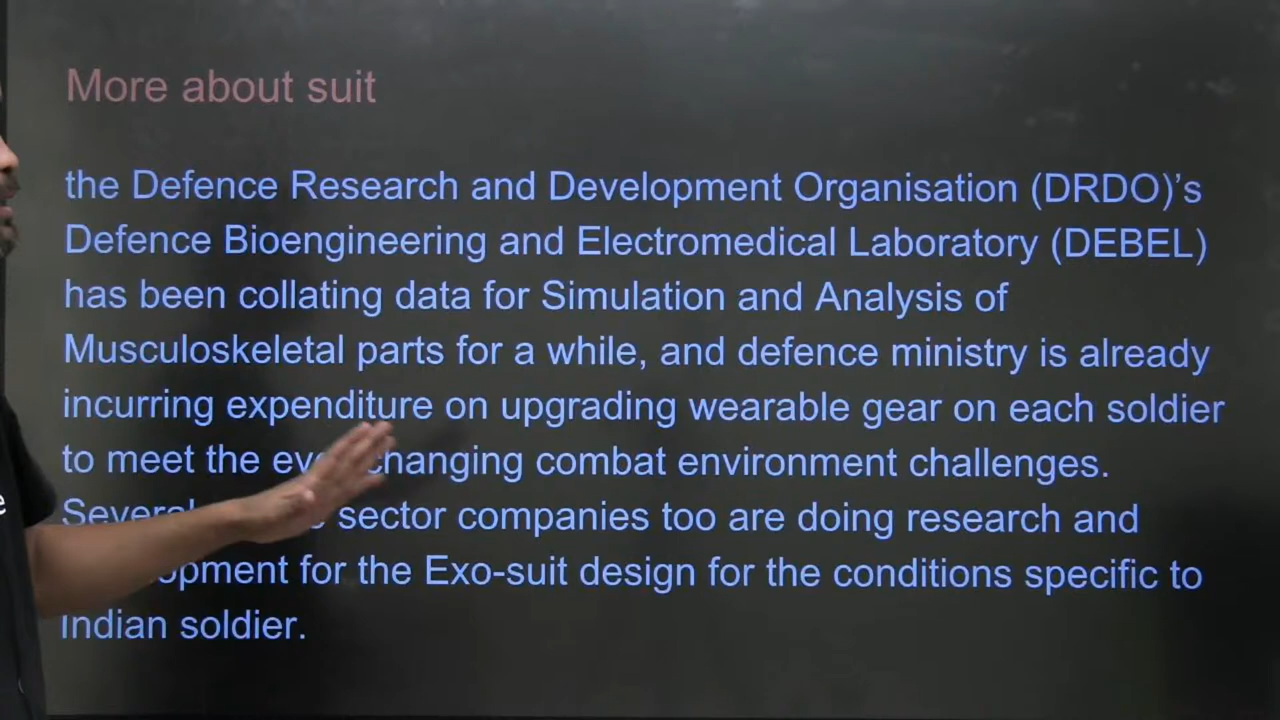 More about suit
the Defence Research and Development Organisation (DRDO)’s
Defence Bioengineering and Electromedical Laboratory (DEBEL)
has been collating data for Simulation and Analysis of
Musculoskeletal parts for a while, and defence ministry is already
incurring expenditure on upgrading wearable gear on each soldier
to meet the changing combat environment challenges.
Several sector companies too are doing research and
for the Exo-suit design for the conditions specific to
Indian soldier.